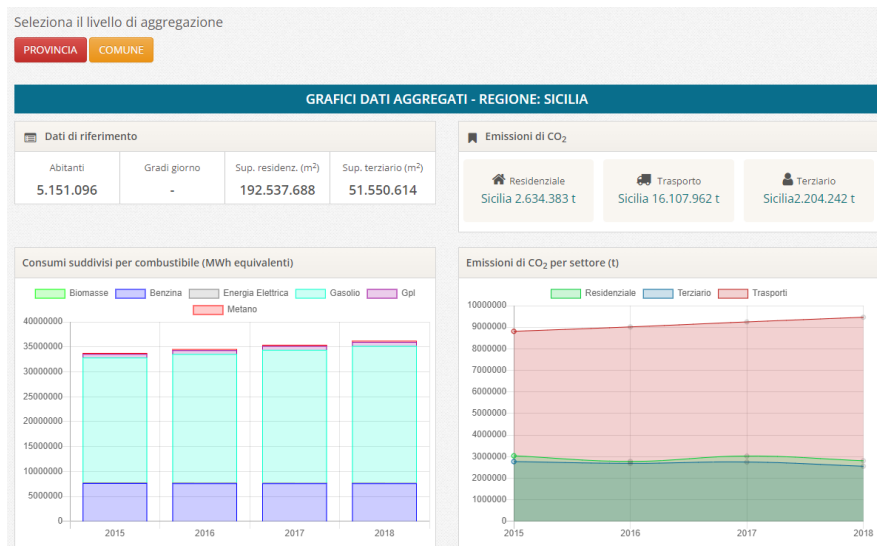 Seleziona il livello di aggregazione
PROVINCIA COMUNE
GRAFICI DATI AGGREGATI - REGIONE: SICILIA
Dati di riferimento
Abitanti Gradi giorno Sup. residenz. (m²) Sup. terziario (m²)
5.151.096 - 192.537.688 51.550.614
Emissioni di CO₂
Residenziale Trasporto Terziario
Sicilia 2.634.383 t Sicilia 16.107.962 t Sicilia2.204.242 t
Consumi suddivisi per combustibile (MWh equivalenti)
Biomasse Benzina Energia Elettrica Gasolio Gpl
Metano
40000000
35000000
30000000
25000000
20000000
15000000
10000000
5000000
0
2015 2016 2017 2018
Emissioni di CO₂ per settore (t)
Residenziale Terziario Trasporti
10000000
9000000
8000000
7000000
6000000
5000000
4000000
3000000
2000000
1000000
0
2015 2016 2017 2018